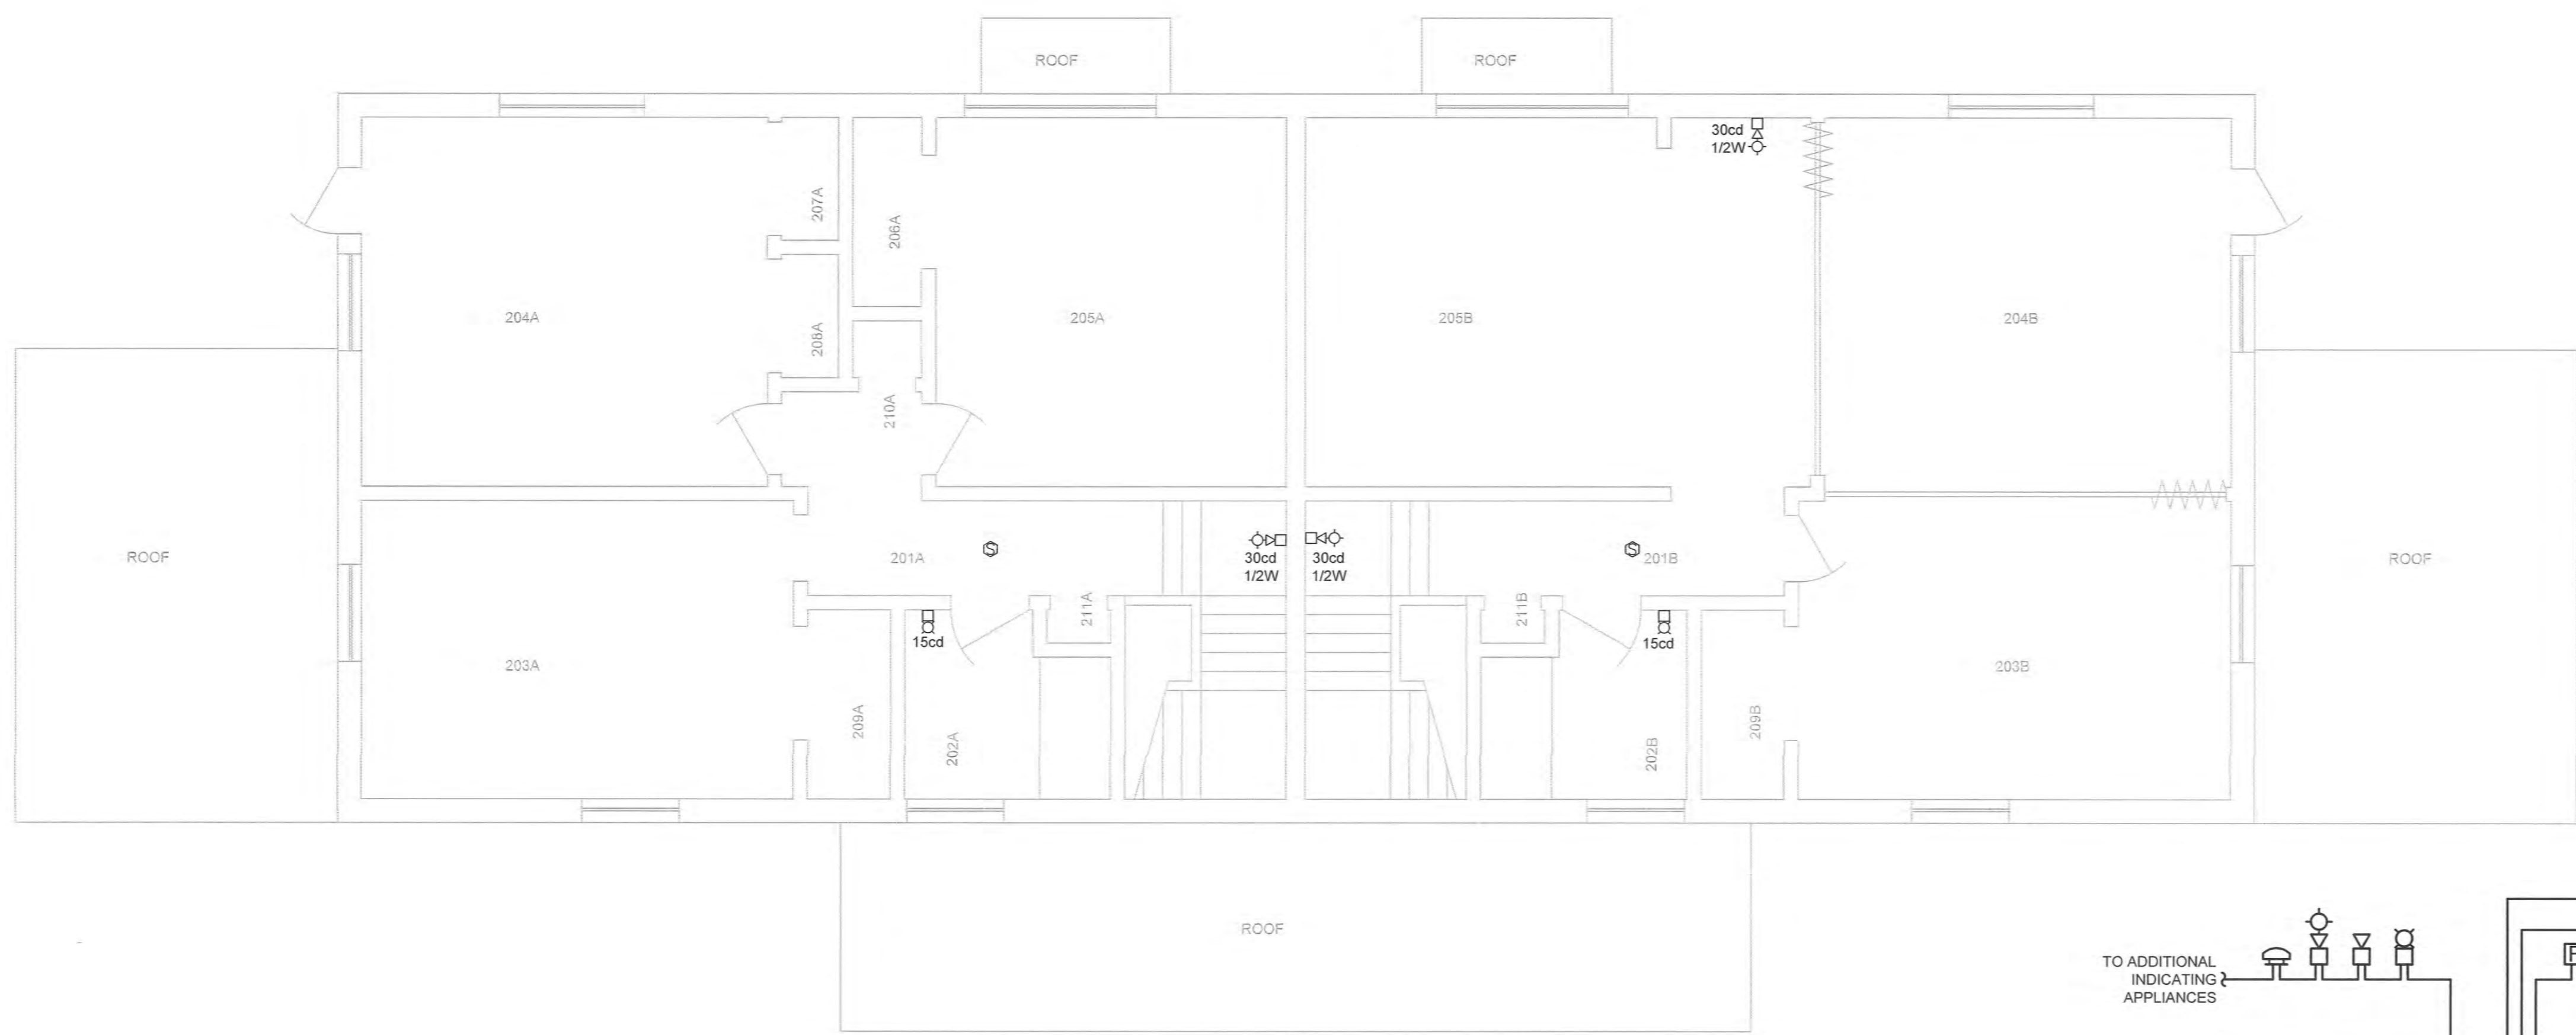 ROOF
ROOF
30cd
1/2W
207A
206A
204A
205A
205B
204B
208A
210A
ROOF
201A
S
30cd
1/2W
30cd
1/2W
S
201B
ROOF
211A
211B
15cd
15cd
203A
203B
209A
202A
202B
209B
ROOF
TO ADDITIONAL
INDICATING
APPLIANCES